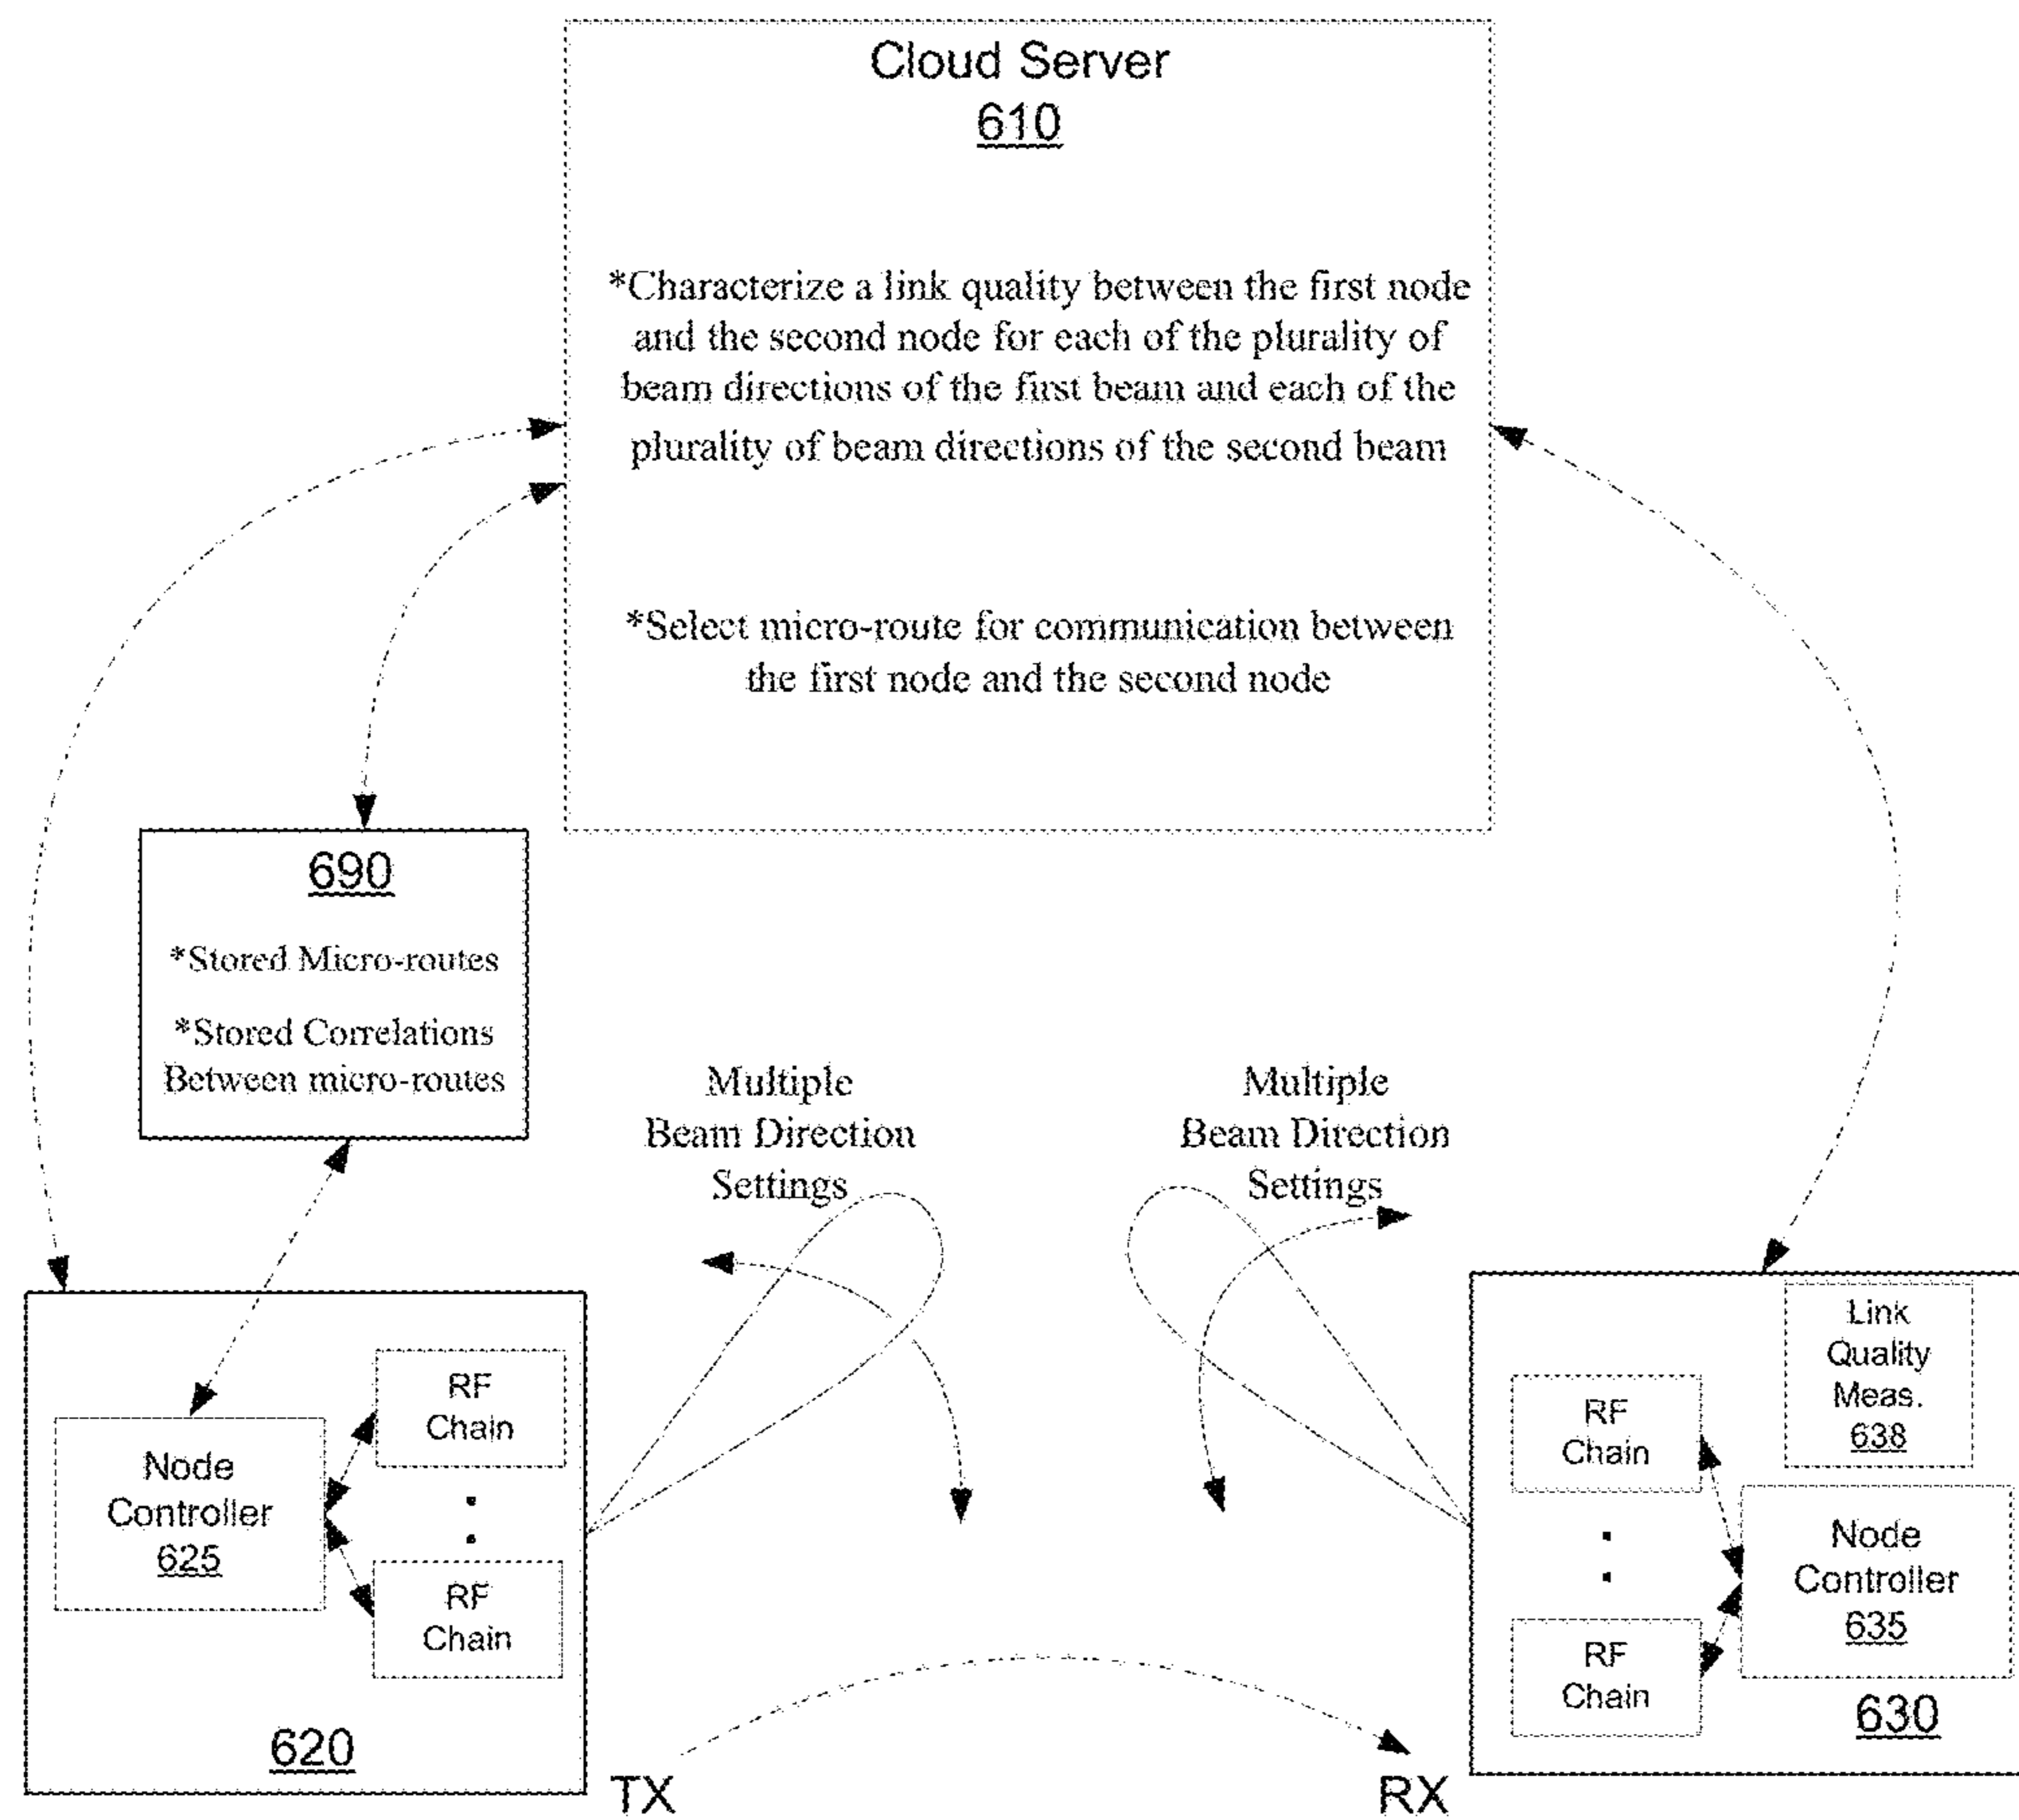 Cloud Server
610
*Characterize a link quality between the first node
and the second node for each of the plurality of
beam directions of the first beam and each of the
plurality of beam directions of the second beam
*Select micro-route for communication between
the first node and the second node
690
*Stored Micro-routes
*Stored Correlations
Between micro-routes
Multiple
Beam Direction
Settings
Multiple
Beam Direction
Settings
Node
Controller
625
RF
Chain
RF
Chain
620
TX
RX
RF
Chain
RF
Chain
Link
Quality
Meas.
638
Node
Controller
635
630